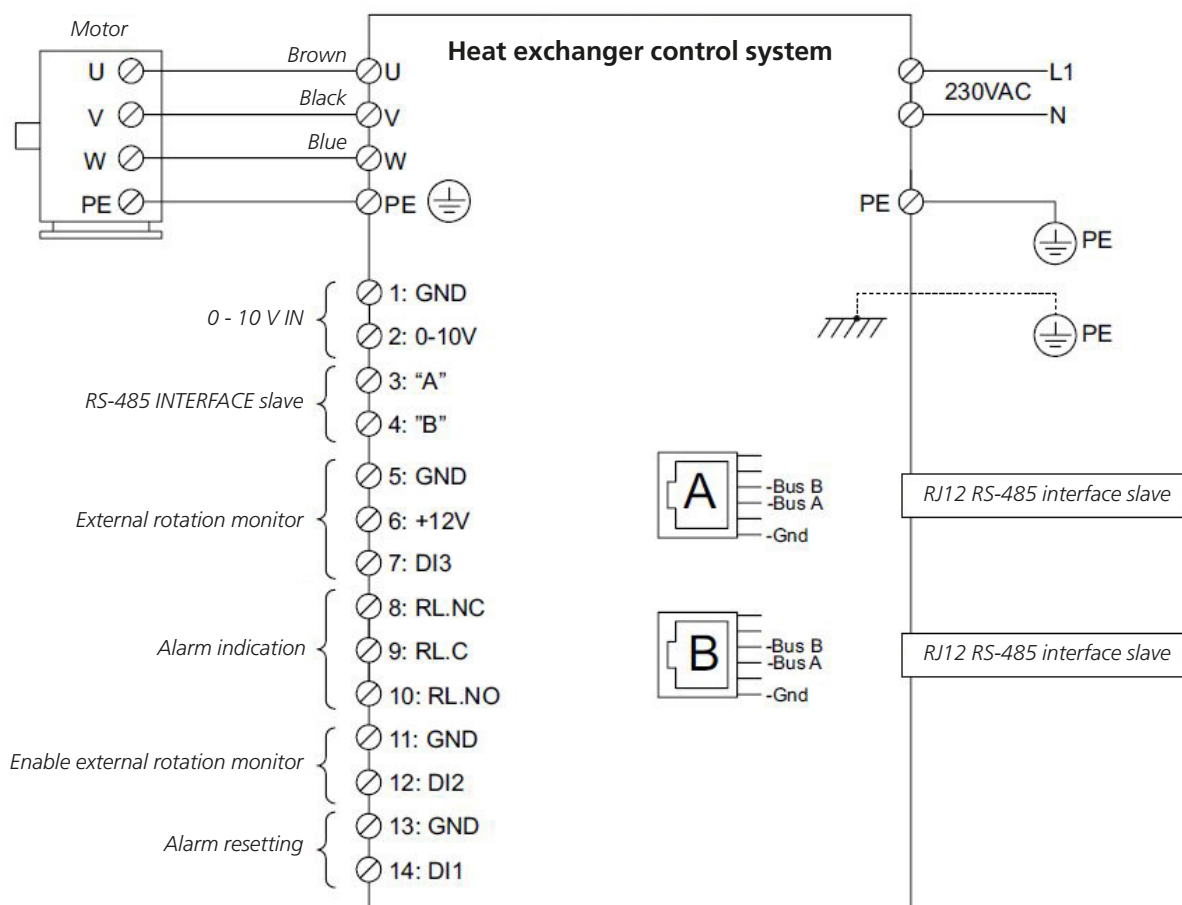 Heat exchanger control system
Motor
U
Brown
U
V
Black
V
W
Blue
W
PE
PE
L1
230VAC
N
PE
PE
PE
0 - 10 V IN
1: GND
2: 0-10V
RS-485 INTERFACE slave
3: “A”
4: ”B”
External rotation monitor
5: GND
6: +12V
7: DI3
Alarm indication
8: RL.NC
9: RL.C
10: RL.NO
Enable external rotation monitor
11: GND
12: DI2
Alarm resetting
13: GND
14: DI1
A
-Bus B
-Bus A
-Gnd
RJ12 RS-485 interface slave
B
-Bus B
-Bus A
-Gnd
RJ12 RS-485 interface slave